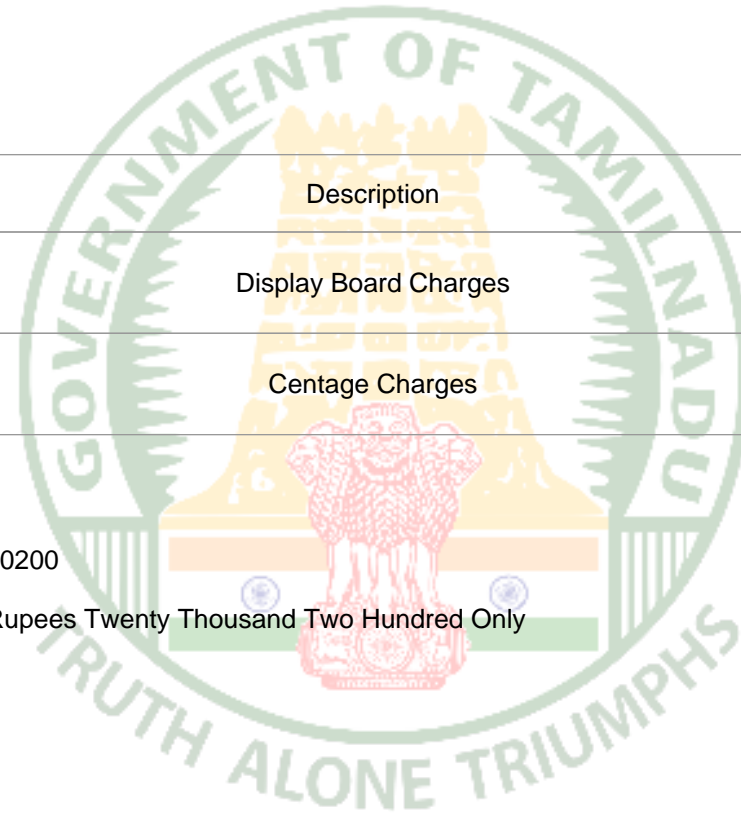 GOVERNMENT OF TAMILNADU
Description
Display Board Charges
Centage Charges
0200
Rupees Twenty Thousand Two Hundred Only
TRUTH ALONE TRIUMPHS